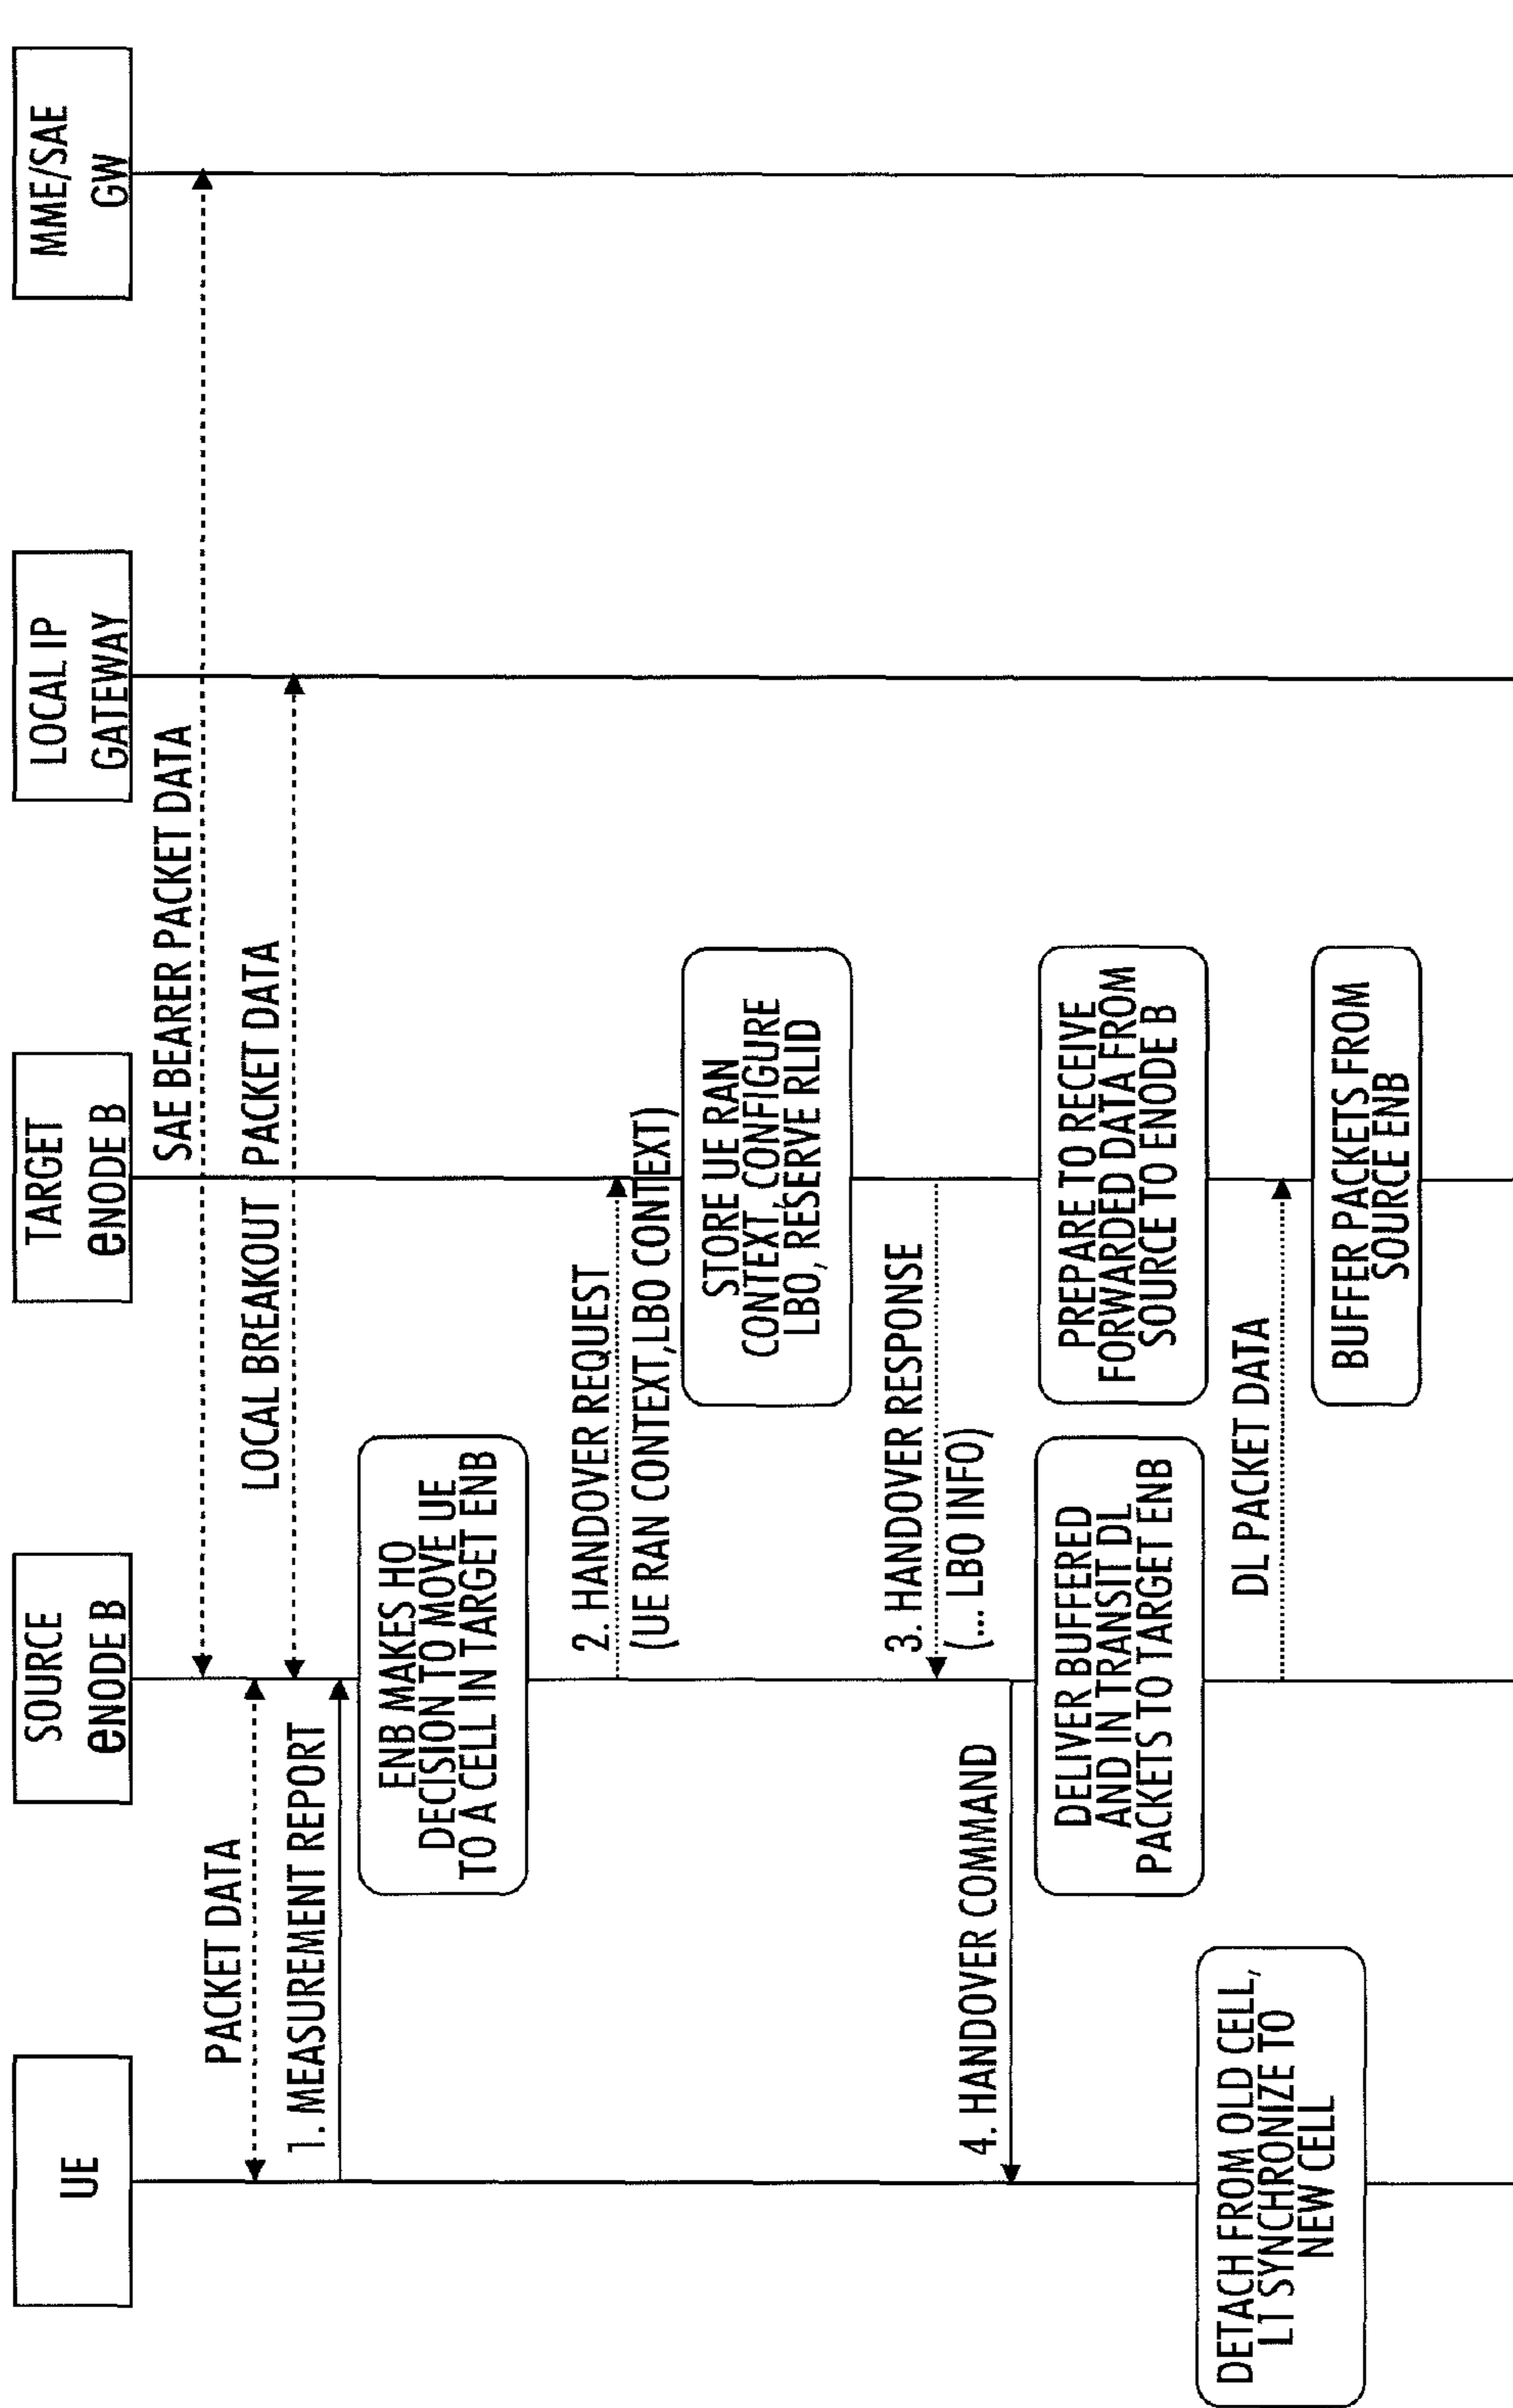 UE
SOURCE
eNODE B
TARGET
eNODE B
LOCAL IP
GATEWAY
MME/SAE
GW
SAE BEARER PACKET DATA
PACKET DATA
LOCAL BREAKOUT PACKET DATA
1. MEASUREMENT REPORT
ENB MAKES HO
DECISION TO MOVE UE
TO A CELL IN TARGET ENB
2. HANDOVER REQUEST
(UE RAN CONTEXT,LBO CONTEXT)
STORE UE RAN
CONTEXT, CONFIGURE
LBO, RESERVE RLID
3. HANDOVER RESPONSE
(... LBO INFO)
4. HANDOVER COMMAND
DELIVER BUFFERED
AND IN TRANSIT DL
PACKETS TO TARGET ENB
PREPARE TO RECEIVE
FORWARDED DATA FROM
SOURCE TO ENODE B
DETACH FROM OLD CELL,
LT SYNCHRONIZE TO
NEW CELL
DL PACKET DATA
BUFFER PACKETS FROM
SOURCE ENB